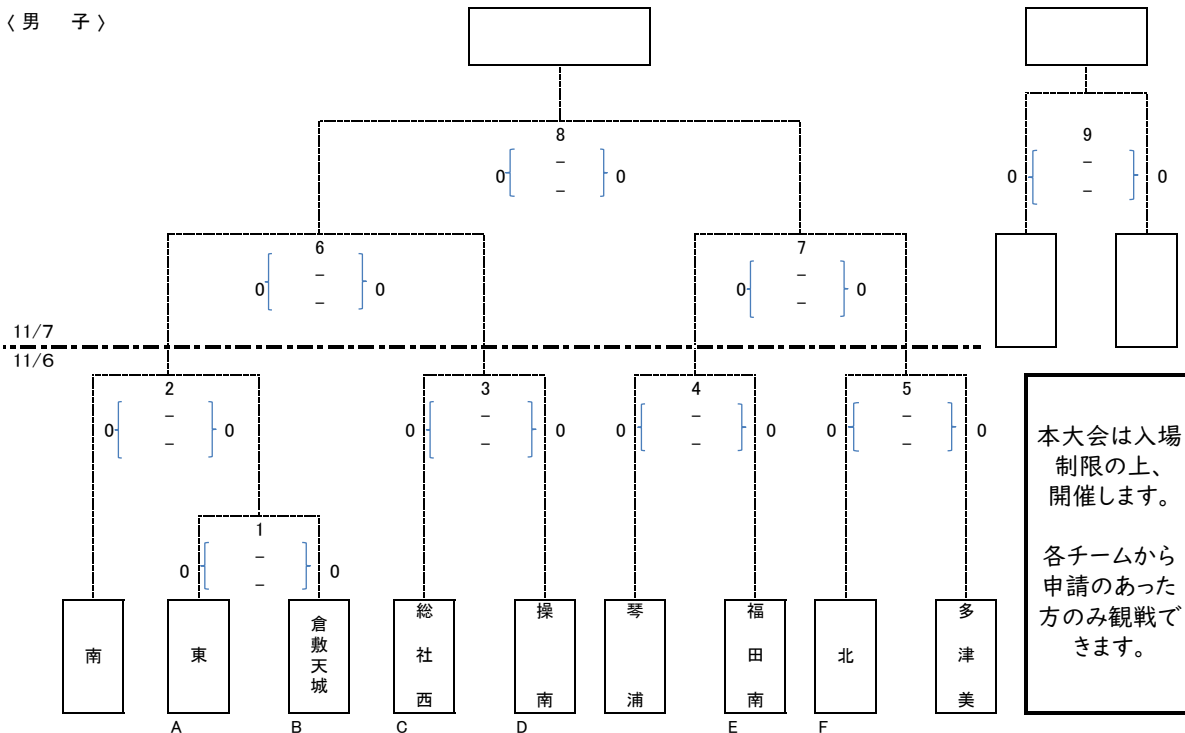 〈 男　子 〉
8
－
－
0 0
9
－
－
0 0
6
－
－
0 0
7
－
－
0 0
11/7
11/6
2
－
－
0 0
3
－
－
0 0
4
－
－
0 0
5
－
－
0 0
1
－
－
0 0
南
東
倉敷天城
総社西
操南
琴浦
福田南
北
多津美
A B C D E F
本大会は入場
制限の上、
開催します。
各チームから
申請のあった
方のみ観戦で
きます。